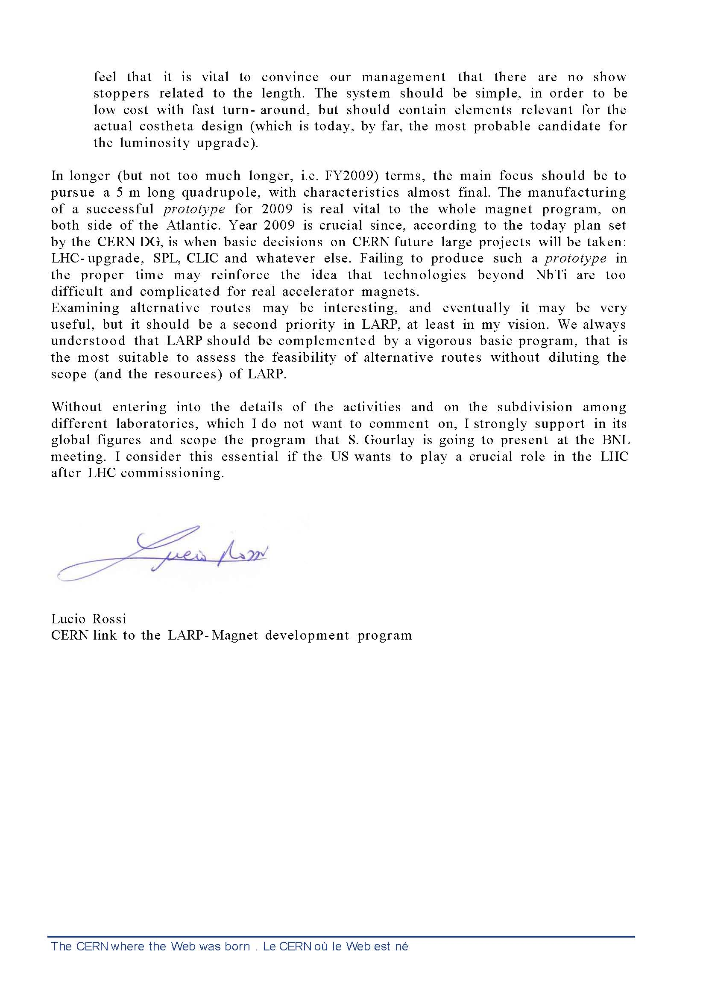 feel that it is vital to convince our management that there are no show
stoppers related to the length. The system should be simple, in order to be
low cost with fast turn- around, but should contain elements relevant for the
actual costheta design (which is today, by far, the most probable candidate for
the luminosity upgrade).
In longer (but not too much longer, i.e. FY2009) terms, the main focus should be to
pursue a 5 m long quadrupole, with characteristics almost final. The manufacturing
of a successful prototype for 2009 is real vital to the whole magnet program, on
both side of the Atlantic. Year 2009 is crucial since, according to the today plan set
by the CERN DG, is when basic decisions on CERN future large projects will be taken:
LHC- upgrade, SPL, CLIC and whatever else. Failing to produce such a prototype in
the proper time may reinforce the idea that technologies beyond NbTi are too
difficult and complicated for real accelerator magnets.
Examining alternative routes may be interesting, and eventually it may be very
useful, but it should be a second priority in LARP, at least in my vision. We always
understood that LARP should be complemented by a vigorous basic program, that is
the most suitable to assess the feasibility of alternative routes without diluting the
scope (and the resources) of LARP.
Without entering into the details of the activities and on the subdivision among
different laboratories, which I do not want to comment on, I strongly support in its
global figures and scope the program that S. Gourlay is going to present at the BNL
meeting. I consider this essential if the US wants to play a crucial role in the LHC
after LHC commissioning.
Lucio Rossi
Lucio Rossi
CERN link to the LARP- Magnet development program
The CERN where the Web was born . Le CERN où le Web est né